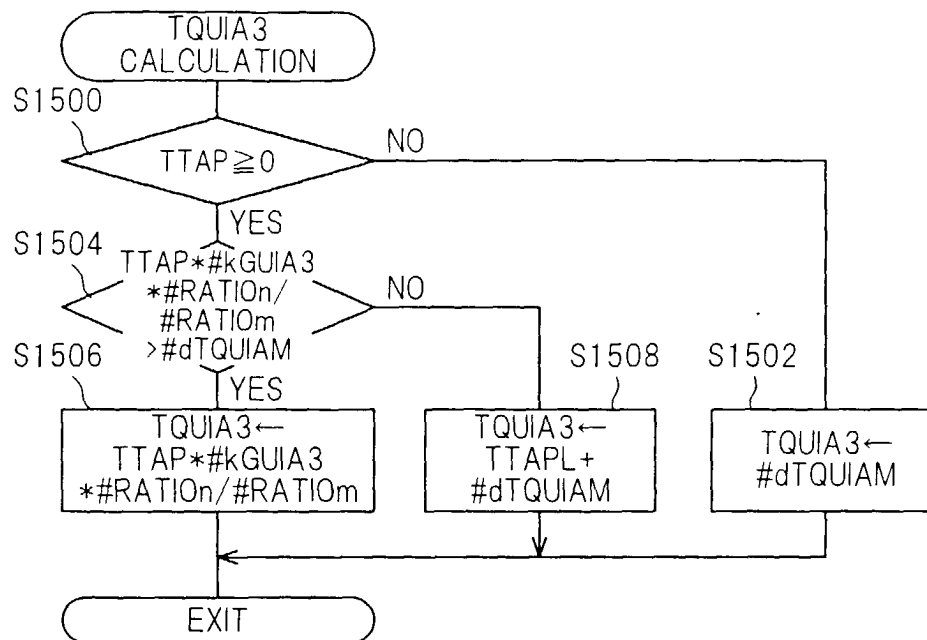 TQUIA3
CALCULATION
S1500
TTAP≧0
NO
YES
S1504
TTAP*#kGUIA3
*#RATIOn/
#RATIOm
>#dTQUIAM
NO
YES
S1506
TQUIA3←
TTAP*#kGUIA3
*#RATIOn/#RATIOm
S1508
TQUIA3←
TTAPL+
#dTQUIAM
S1502
TQUIA3←
#dTQUIAM
EXIT